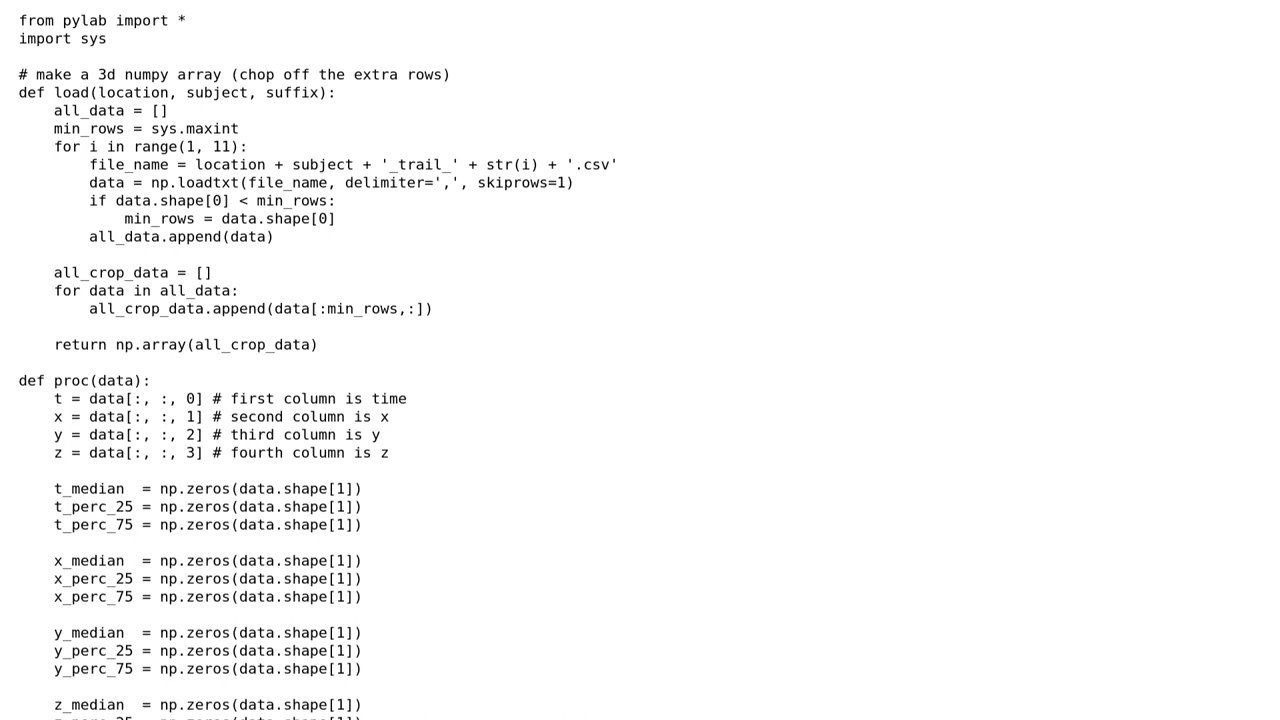 from pylab import *
import sys

# make a 3d numpy array (chop off the extra rows)
def load(location, subject, suffix):
    all_data = []
    min_rows = sys.maxint
    for i in range(1, 11):
        file_name = location + subject + '_trail_' + str(i) + '.csv'
        data = np.loadtxt(file_name, delimiter=',', skiprows=1)
        if data.shape[0] < min_rows:
            min_rows = data.shape[0]
        all_data.append(data)

    all_crop_data = []
    for data in all_data:
        all_crop_data.append(data[:min_rows,:])

    return np.array(all_crop_data)

def proc(data):
    t = data[:, :, 0] # first column is time
    x = data[:, :, 1] # second column is x
    y = data[:, :, 2] # third column is y
    z = data[:, :, 3] # fourth column is z

    t_median  = np.zeros(data.shape[1])
    t_perc_25 = np.zeros(data.shape[1])
    t_perc_75 = np.zeros(data.shape[1])

    x_median  = np.zeros(data.shape[1])
    x_perc_25 = np.zeros(data.shape[1])
    x_perc_75 = np.zeros(data.shape[1])

    y_median  = np.zeros(data.shape[1])
    y_perc_25 = np.zeros(data.shape[1])
    y_perc_75 = np.zeros(data.shape[1])

    z_median  = np.zeros(data.shape[1])